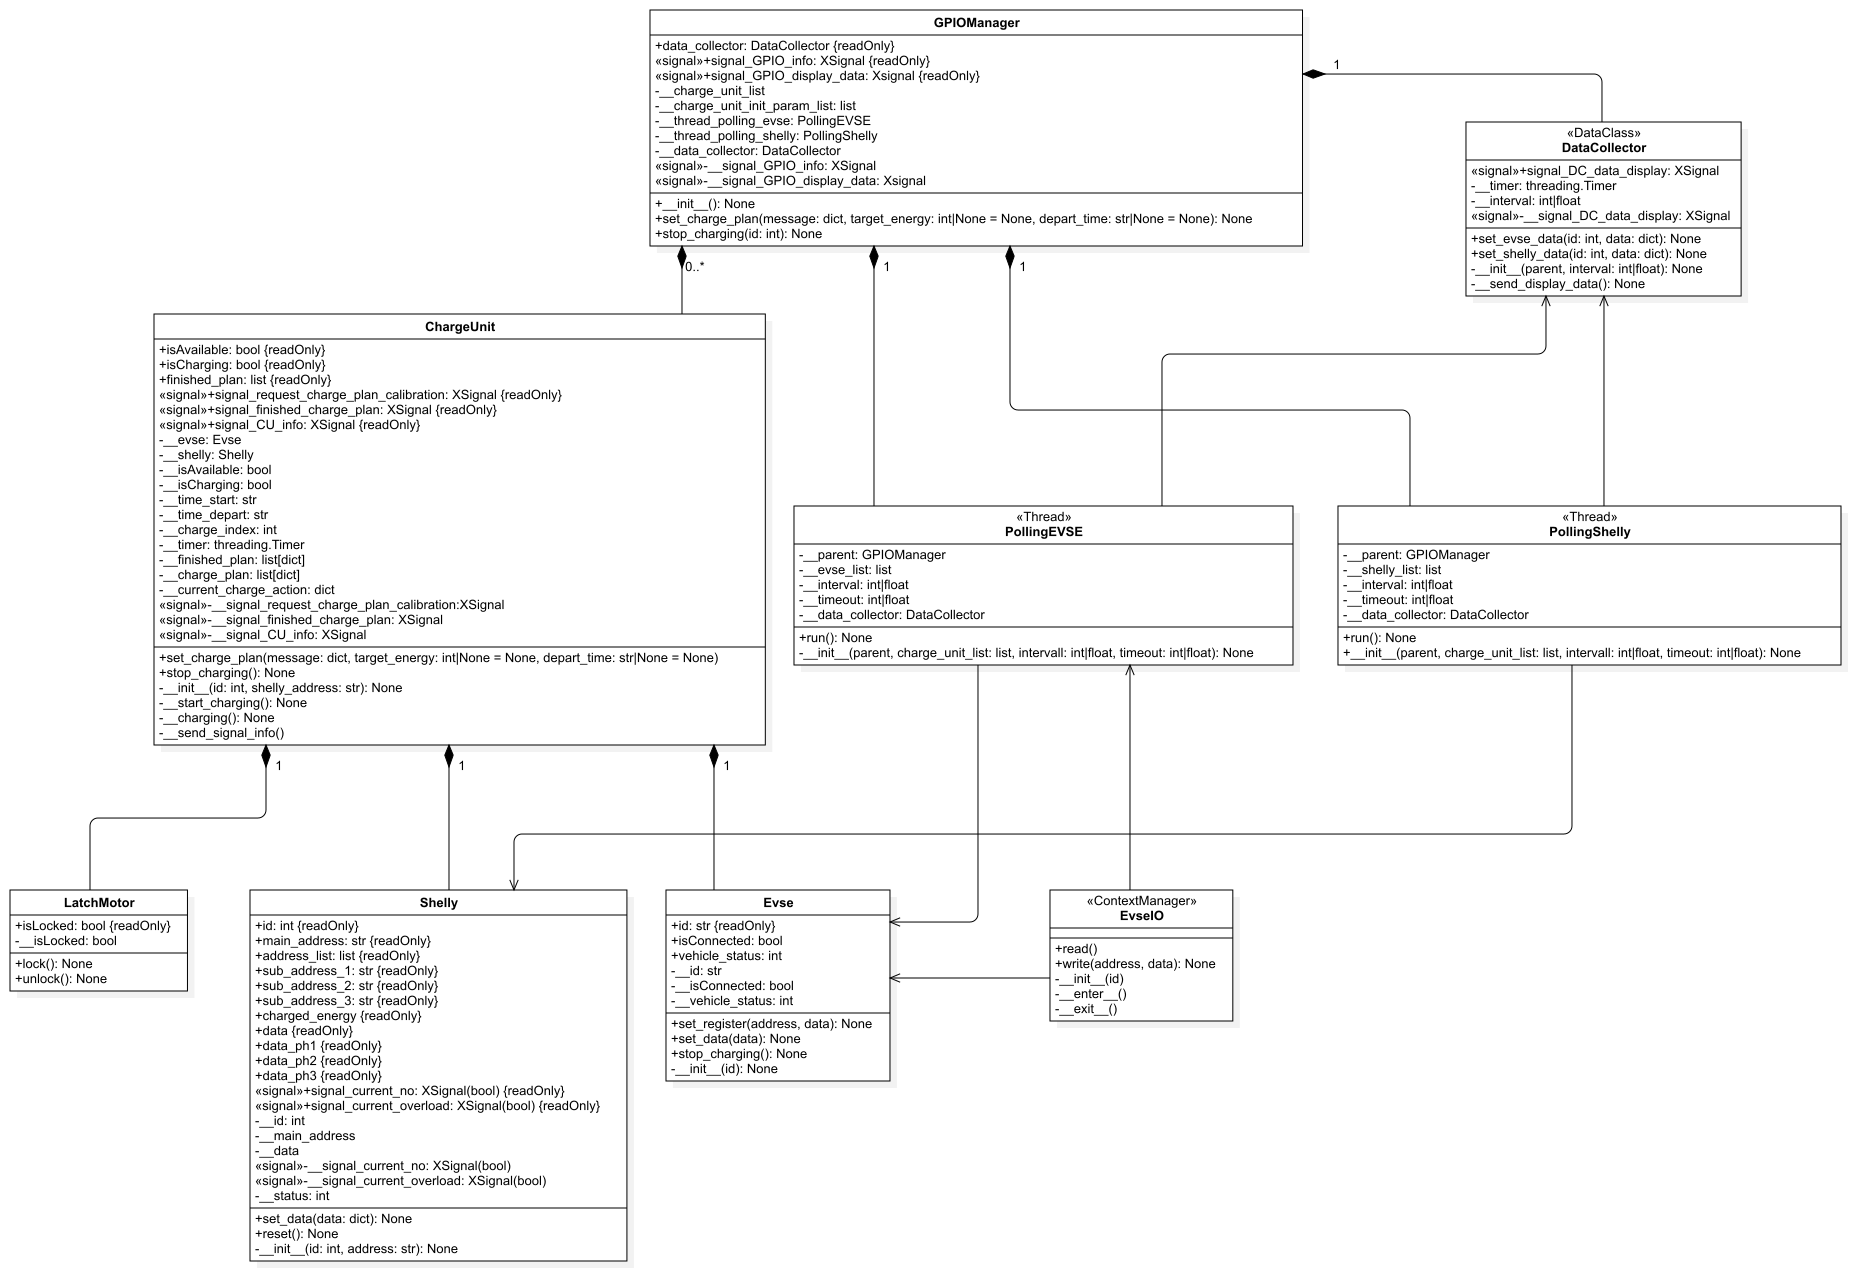 GPIOManager
+data_collector: DataCollector {readOnly}
«signal»+signal_GPIO_info: XSignal {readOnly}
«signal»+signal_GPIO_display_data: Xsignal {readOnly}
-__charge_unit_list
-__charge_unit_init_param_list: list
-__thread_polling_evse: PollingEVSE
-__thread_polling_shelly: PollingShelly
-__data_collector: DataCollector
«signal»-__signal_GPIO_info: XSignal
«signal»-__signal_GPIO_display_data: Xsignal
+__init__(): None
+set_charge_plan(message: dict, target_energy: int|None = None, depart_time: str|None = None): None
+stop_charging(id: int): None
1
0..*
1
1
«DataClass»
DataCollector
«signal»+signal_DC_data_display: XSignal
-__timer: threading.Timer
-__interval: int|float
«signal»-__signal_DC_data_display: XSignal
+set_evse_data(id: int, data: dict): None
+set_shelly_data(id: int, data: dict): None
-__init__(parent, interval: int|float): None
-__send_display_data(): None
ChargeUnit
+isAvailable: bool {readOnly}
+isCharging: bool {readOnly}
+finished_plan: list {readOnly}
«signal»+signal_request_charge_plan_calibration: XSignal {readOnly}
«signal»+signal_finished_charge_plan: XSignal {readOnly}
«signal»+signal_CU_info: XSignal {readOnly}
-__evse: Evse
-__shelly: Shelly
-__isAvailable: bool
-__isCharging: bool
-__time_start: str
-__time_depart: str
-__charge_index: int
-__timer: threading.Timer
-__finished_plan: list[dict]
-__charge_plan: list[dict]
-__current_charge_action: dict
«signal»-__signal_request_charge_plan_calibration:XSignal
«signal»-__signal_finished_charge_plan: XSignal
«signal»-__signal_CU_info: XSignal
+set_charge_plan(message: dict, target_energy: int|None = None, depart_time: str|None = None)
+stop_charging(): None
-__init__(id: int, shelly_address: str): None
-__start_charging(): None
-__charging(): None
-__send_signal_info()
1
1
1
«Thread»
PollingEVSE
-__parent: GPIOManager
-__evse_list: list
-__interval: int|float
-__timeout: int|float
-__data_collector: DataCollector
+run(): None
-__init__(parent, charge_unit_list: list, intervall: int|float, timeout: int|float): None
«Thread»
PollingShelly
-__parent: GPIOManager
-__shelly_list: list
-__interval: int|float
-__timeout: int|float
-__data_collector: DataCollector
+run(): None
+__init__(parent, charge_unit_list: list, intervall: int|float, timeout: int|float): None
LatchMotor
+isLocked: bool {readOnly}
-__isLocked: bool
+lock(): None
+unlock(): None
Shelly
+id: int {readOnly}
+main_address: str {readOnly}
+address_list: list {readOnly}
+sub_address_1: str {readOnly}
+sub_address_2: str {readOnly}
+sub_address_3: str {readOnly}
+charged_energy {readOnly}
+data {readOnly}
+data_ph1 {readOnly}
+data_ph2 {readOnly}
+data_ph3 {readOnly}
«signal»+signal_current_no: XSignal(bool) {readOnly}
«signal»+signal_current_overload: XSignal(bool) {readOnly}
-__id: int
-__main_address
-__data
«signal»-__signal_current_no: XSignal(bool)
«signal»-__signal_current_overload: XSignal(bool)
-__status: int
+set_data(data: dict): None
+reset(): None
-__init__(id: int, address: str): None
Evse
+id: str {readOnly}
+isConnected: bool
+vehicle_status: int
-__id: str
-__isConnected: bool
-__vehicle_status: int
+set_register(address, data): None
+set_data(data): None
+stop_charging(): None
-__init__(id): None
«ContextManager»
EvseIO
+read()
+write(address, data): None
-__init__(id)
-__enter__()
-__exit__()